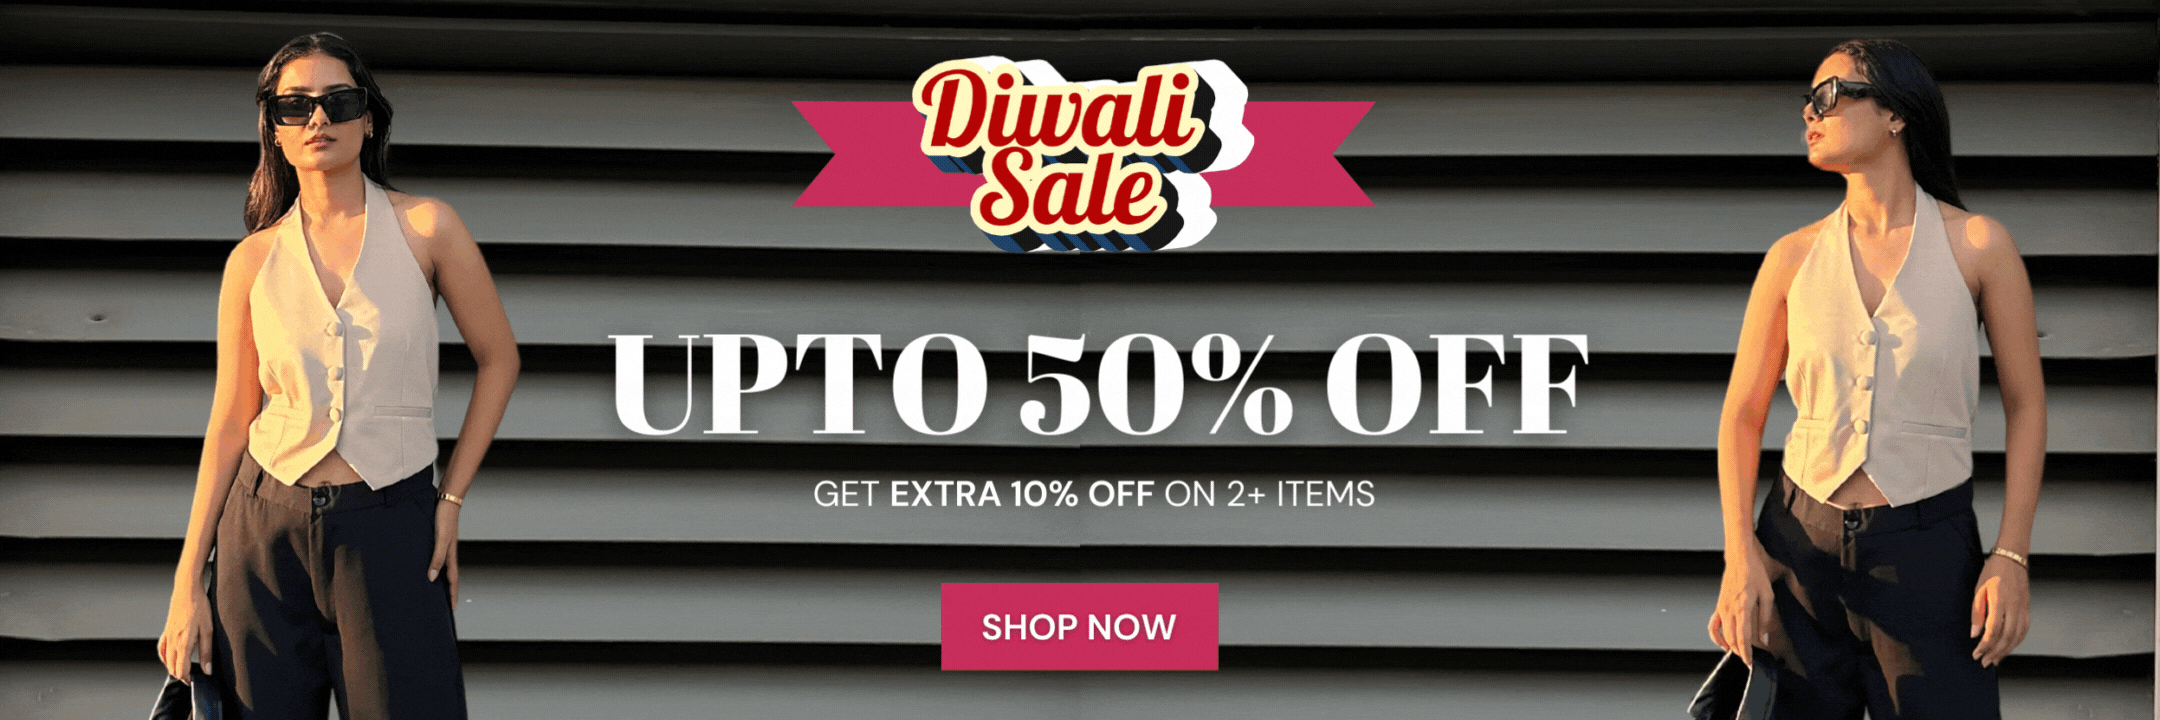 Diwali
Sale
UPTO 50% OFF
GET EXTRA 10% OFF ON 2+ ITEMS
SHOP NOW